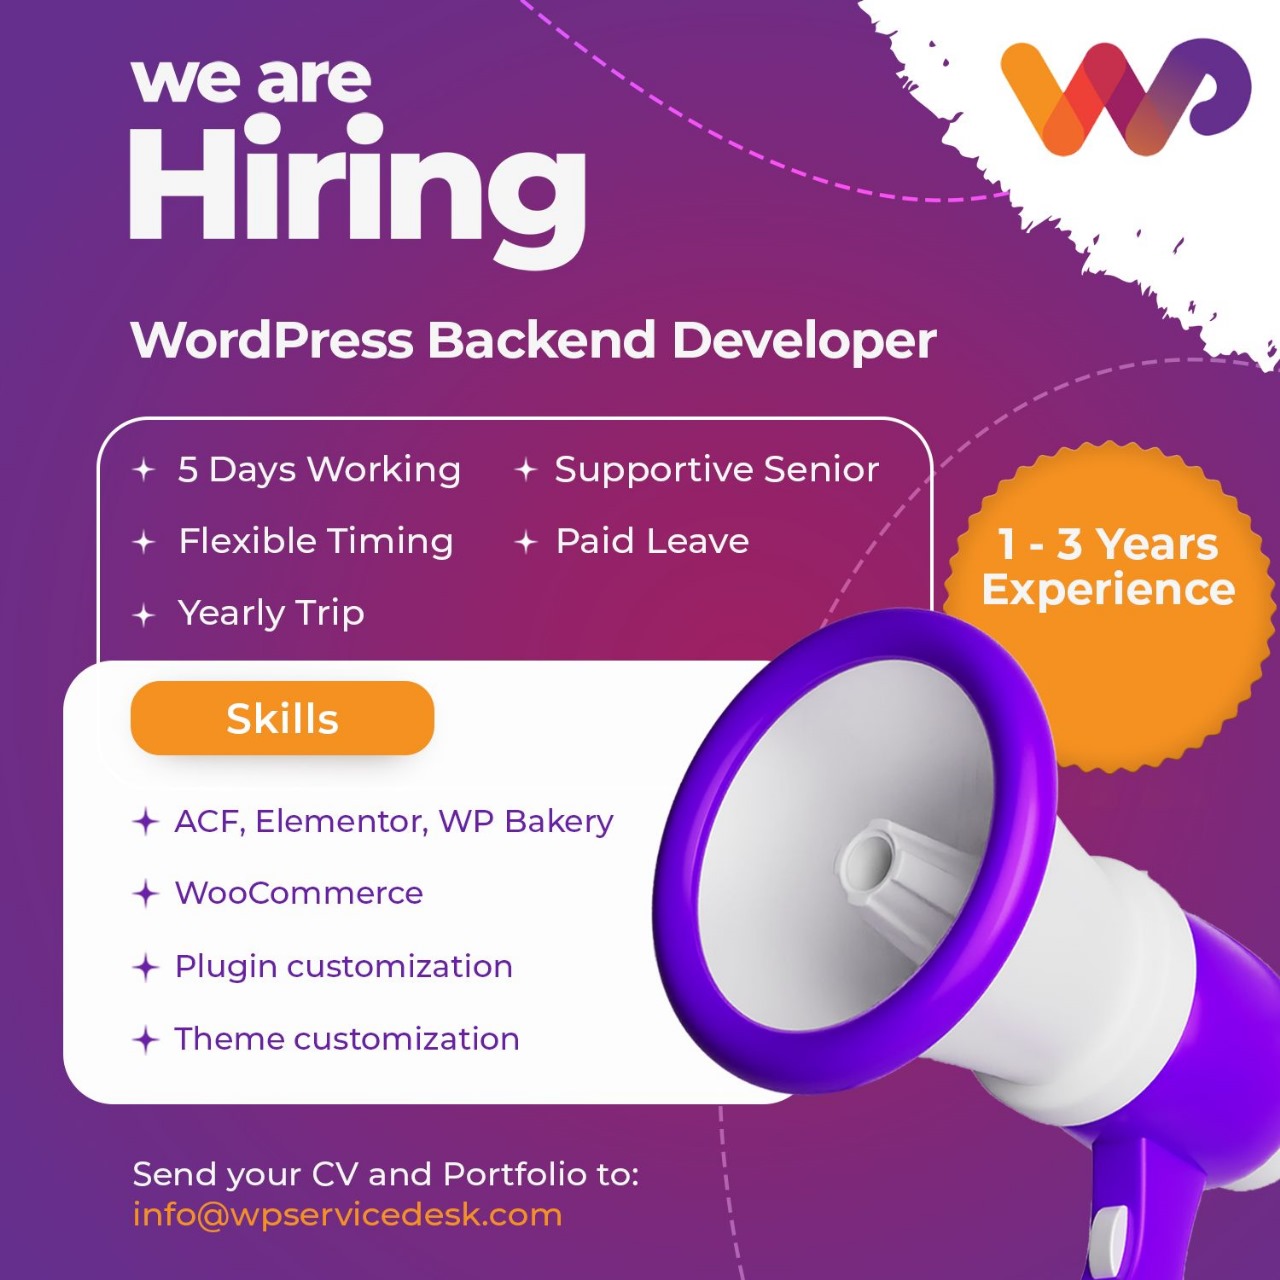 we are
Hiring
WP
WordPress Backend Developer
5 Days Working
Flexible Timing
Yearly Trip
Supportive Senior
Paid Leave
1 - 3 Years
Experience
Skills
ACF, Elementor, WP Bakery
WooCommerce
Plugin customization
Theme customization
Send your CV and Portfolio to:
info@wpservicedesk.com